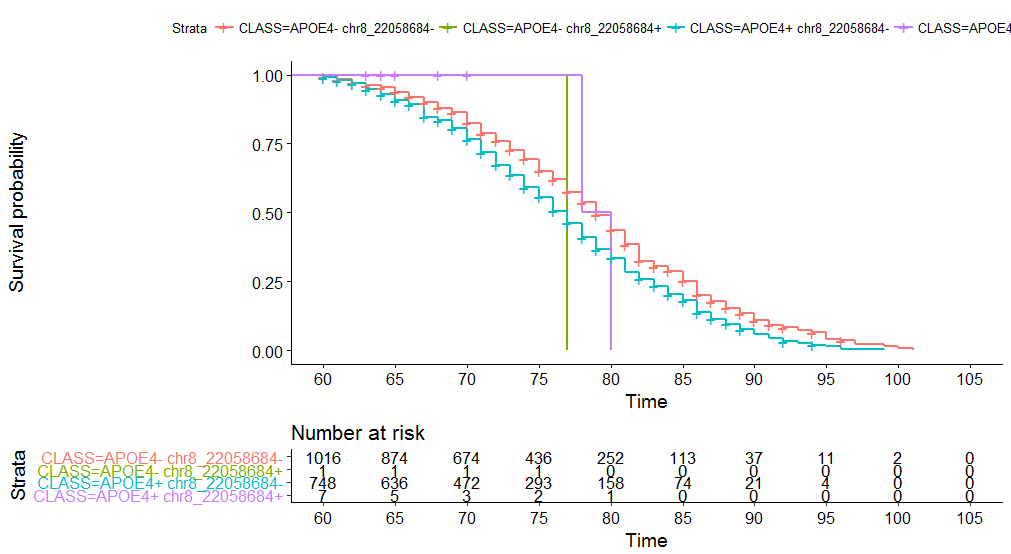 Strata CLASS=APOE4- chr8_22058684- CLASS=APOE4- chr8_22058684+ CLASS=APOE4+ chr8_22058684- CLASS=APOE4
Survival probability
1.00
0.75
0.50
0.25
0.00
60 65 70 75 80 85 90 95 100 105
Time
Number at risk
Strata
CLASS=APOE4- chr8_22058684- 1016 874 674 436 252 113 37 11 2 0
CLASS=APOE4- chr8_22058684+ 1 1 1 1 0 0 0 0 0 0
CLASS=APOE4+ chr8_22058684- 748 636 472 293 158 74 21 4 0 0
CLASS=APOE4+ chr8_22058684+ 7 5 3 2 1 0 0 0 0 0
60 65 70 75 80 85 90 95 100 105
Time